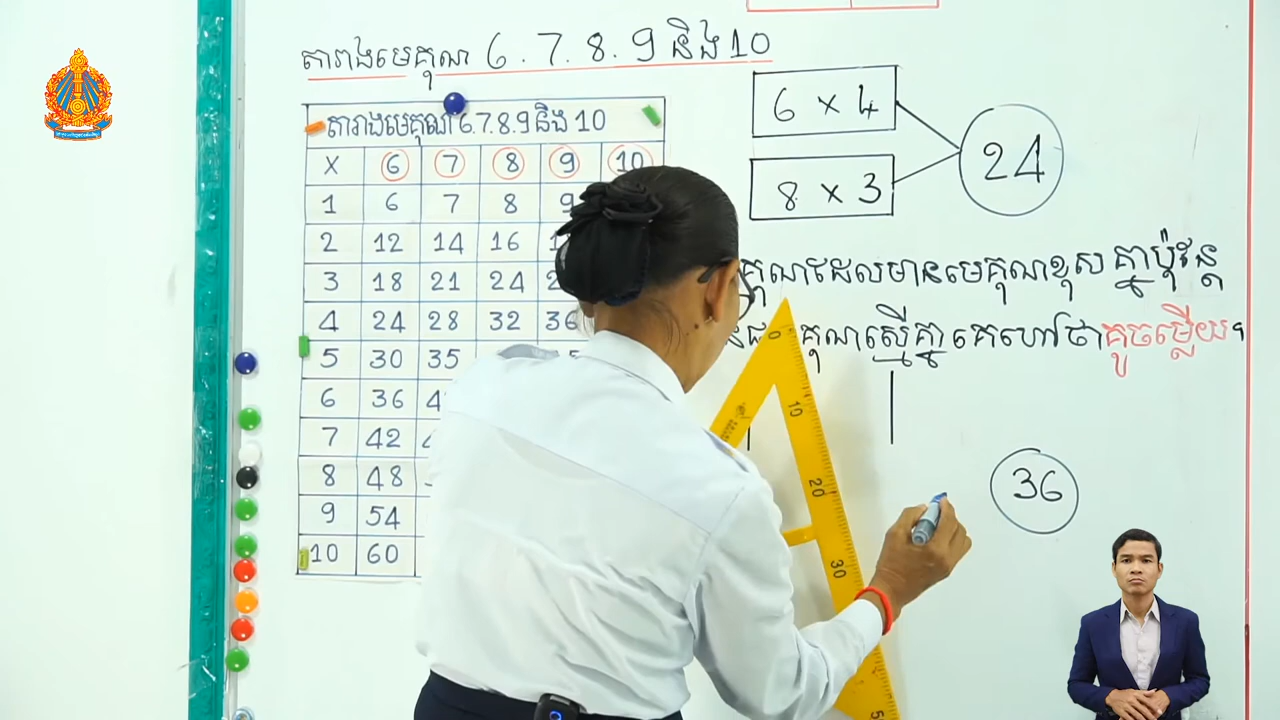 តារាងមេគុណ 6 . 7 . 8 . 9 និង 10
តារាងមេគុណ 6.7.8.9 និង 10
X 6 7 8 9 10
1 6 7 8 9
2 12 14 16
3 18 21 24
4 24 28 32 36
5 30 35
6 36
7 42
8 48
9 54
10 60
6 x 4
8 x 3
24
គុណដែលមានមេគុណខុសគ្នាប៉ុន្តែ
គុណស្មើគ្នា គេហៅថាគូចម្លើយ។
36
0
10
20
30